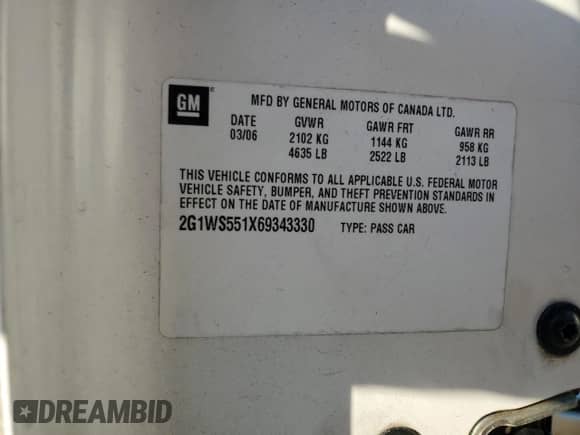 GM
MFD BY GENERAL MOTORS OF CANADA LTD.
DATE GVWR GAWR FRT GAWR RR
03/06 2102 KG 1144 KG 958 KG
4635 LB 2522 LB 2113 LB
THIS VEHICLE CONFORMS TO ALL APPLICABLE U.S. FEDERAL MOTOR
VEHICLE SAFETY, BUMPER, AND THEFT PREVENTION STANDARDS IN
EFFECT ON THE DATE OF MANUFACTURE SHOWN ABOVE.
2G1WS551X69343330 TYPE: PASS CAR
DREAMBID